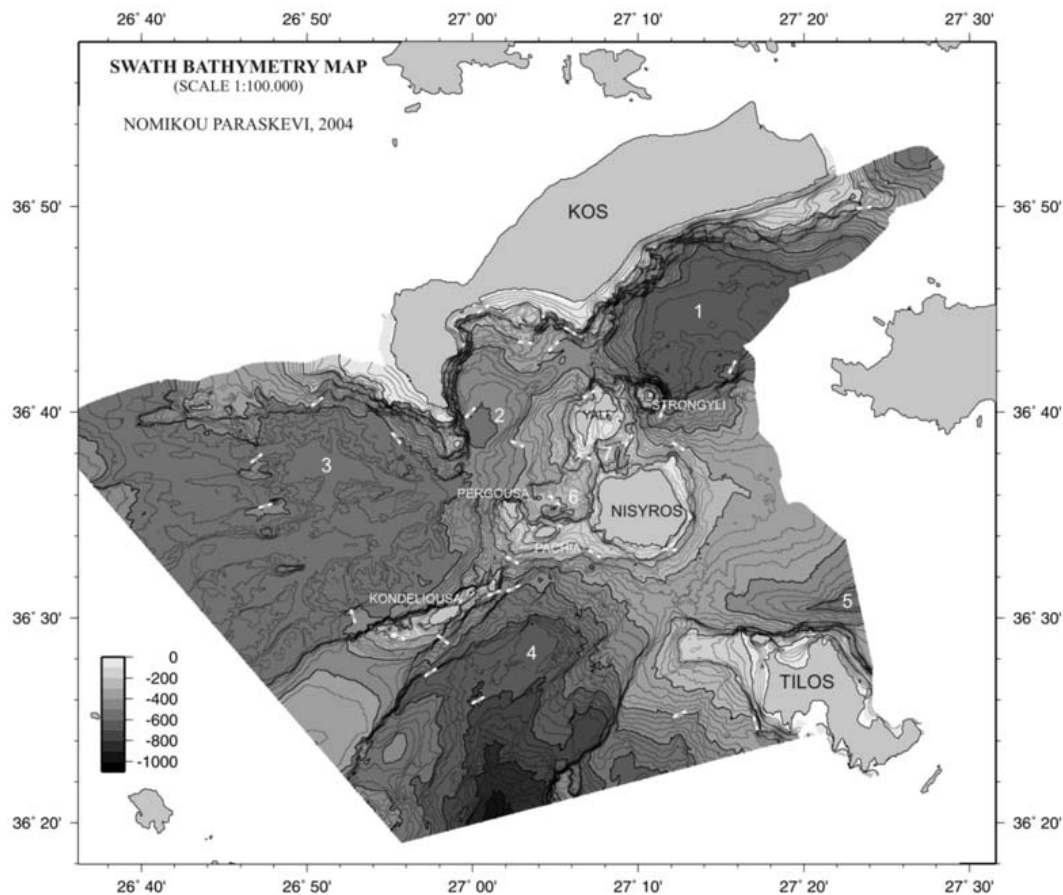 26° 40' 26° 50' 27° 00' 27° 10' 27° 20' 27° 30'
SWATH BATHYMETRY MAP
(SCALE 1:100.000)
NOMIKOU PARASKEVI, 2004
36° 50' KOS 36° 50'
1
36° 40' 2 YALI STRONGYLI 36° 40'
3 7
PERGOUSA 6 NISYROS
PACHIA
KONDELIOUSA
36° 30' 5 36° 30'
4
TILOS
0
-200
-400
-600
-800
-1000
36° 20' 36° 20'
26° 40' 26° 50' 27° 00' 27° 10' 27° 20' 27° 30'